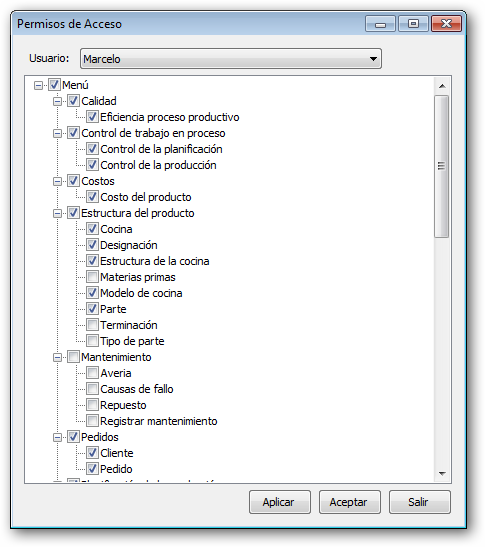 Permisos de Acceso
Usuario: Marcelo
Menú
Calidad
Eficiencia proceso productivo
Control de trabajo en proceso
Control de la planificación
Control de la producción
Costos
Costo del producto
Estructura del producto
Cocina
Designación
Estructura de la cocina
Materias primas
Modelo de cocina
Parte
Terminación
Tipo de parte
Mantenimiento
Averia
Causas de fallo
Repuesto
Registrar mantenimiento
Pedidos
Cliente
Pedido
Aplicar Aceptar Salir